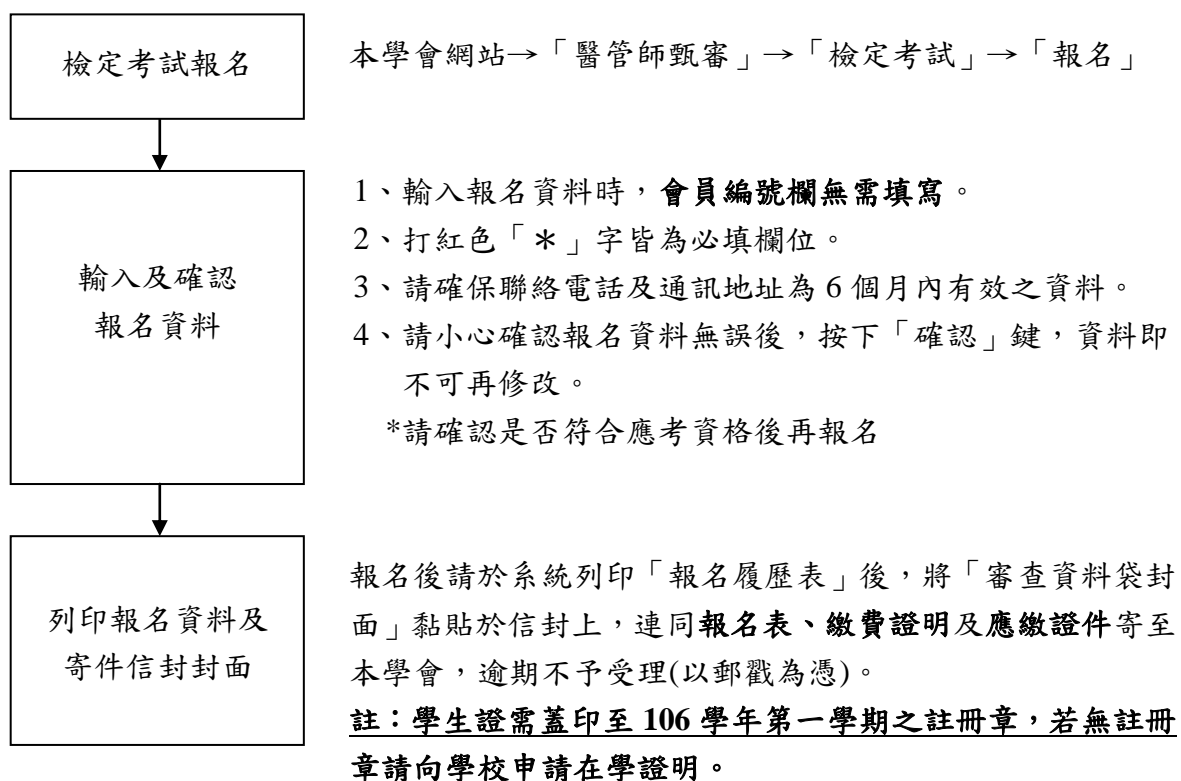 檢定考試報名
本學會網站→「醫管師甄審」→「檢定考試」→「報名」
輸入及確認
報名資料
1、輸入報名資料時，會員編號欄無需填寫。
2、打紅色「＊」字皆為必填欄位。
3、請確保聯絡電話及通訊地址為 6 個月內有效之資料。
4、請小心確認報名資料無誤後，按下「確認」鍵，資料即
不可再修改。
*請確認是否符合應考資格後再報名
列印報名資料及
寄件信封封面
報名後請於系統列印「報名履歷表」後，將「審查資料袋封
面」黏貼於信封上，連同報名表、繳費證明及應繳證件寄至
本學會，逾期不予受理(以郵戳為憑)。
註：學生證需蓋印至 106 學年第一學期之註冊章，若無註冊
章請向學校申請在學證明。